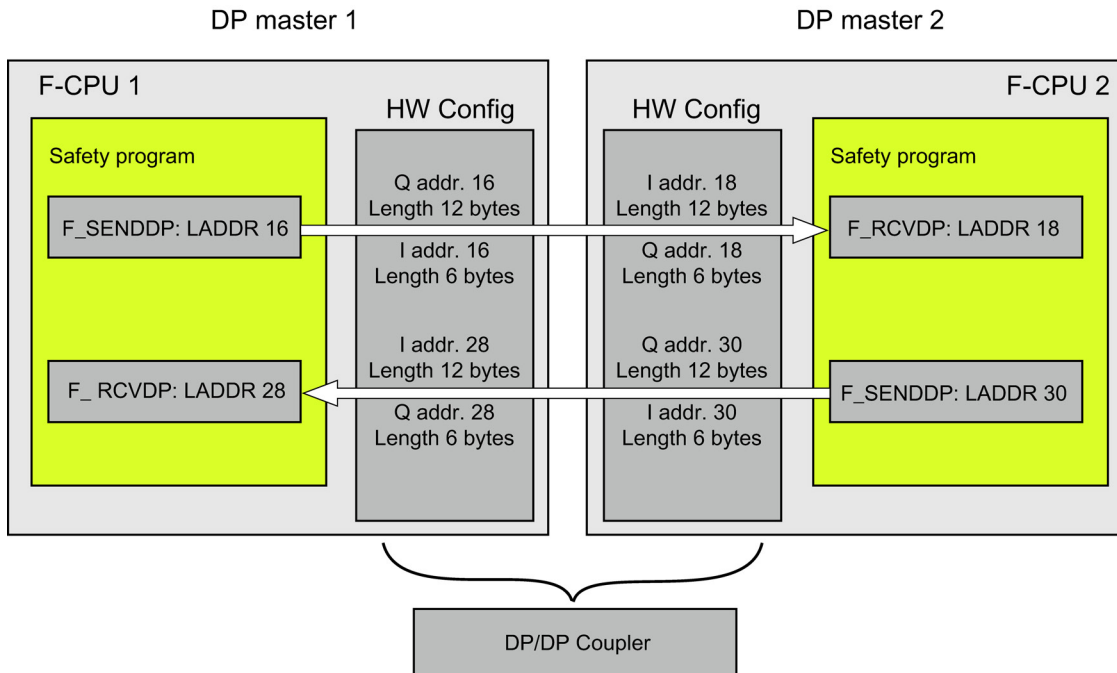 DP master 1
DP master 2
F-CPU 1
F-CPU 2
HW Config
HW Config
Safety program
Safety program
F_SENDDP: LADDR 16
Q addr. 16
Length 12 bytes
I addr. 16
Length 6 bytes
I addr. 18
Length 12 bytes
Q addr. 18
Length 6 bytes
F_RCVDP: LADDR 18
F_ RCVDP: LADDR 28
I addr. 28
Length 12 bytes
Q addr. 28
Length 6 bytes
Q addr. 30
Length 12 bytes
I addr. 30
Length 6 bytes
F_SENDDP: LADDR 30
DP/DP Coupler